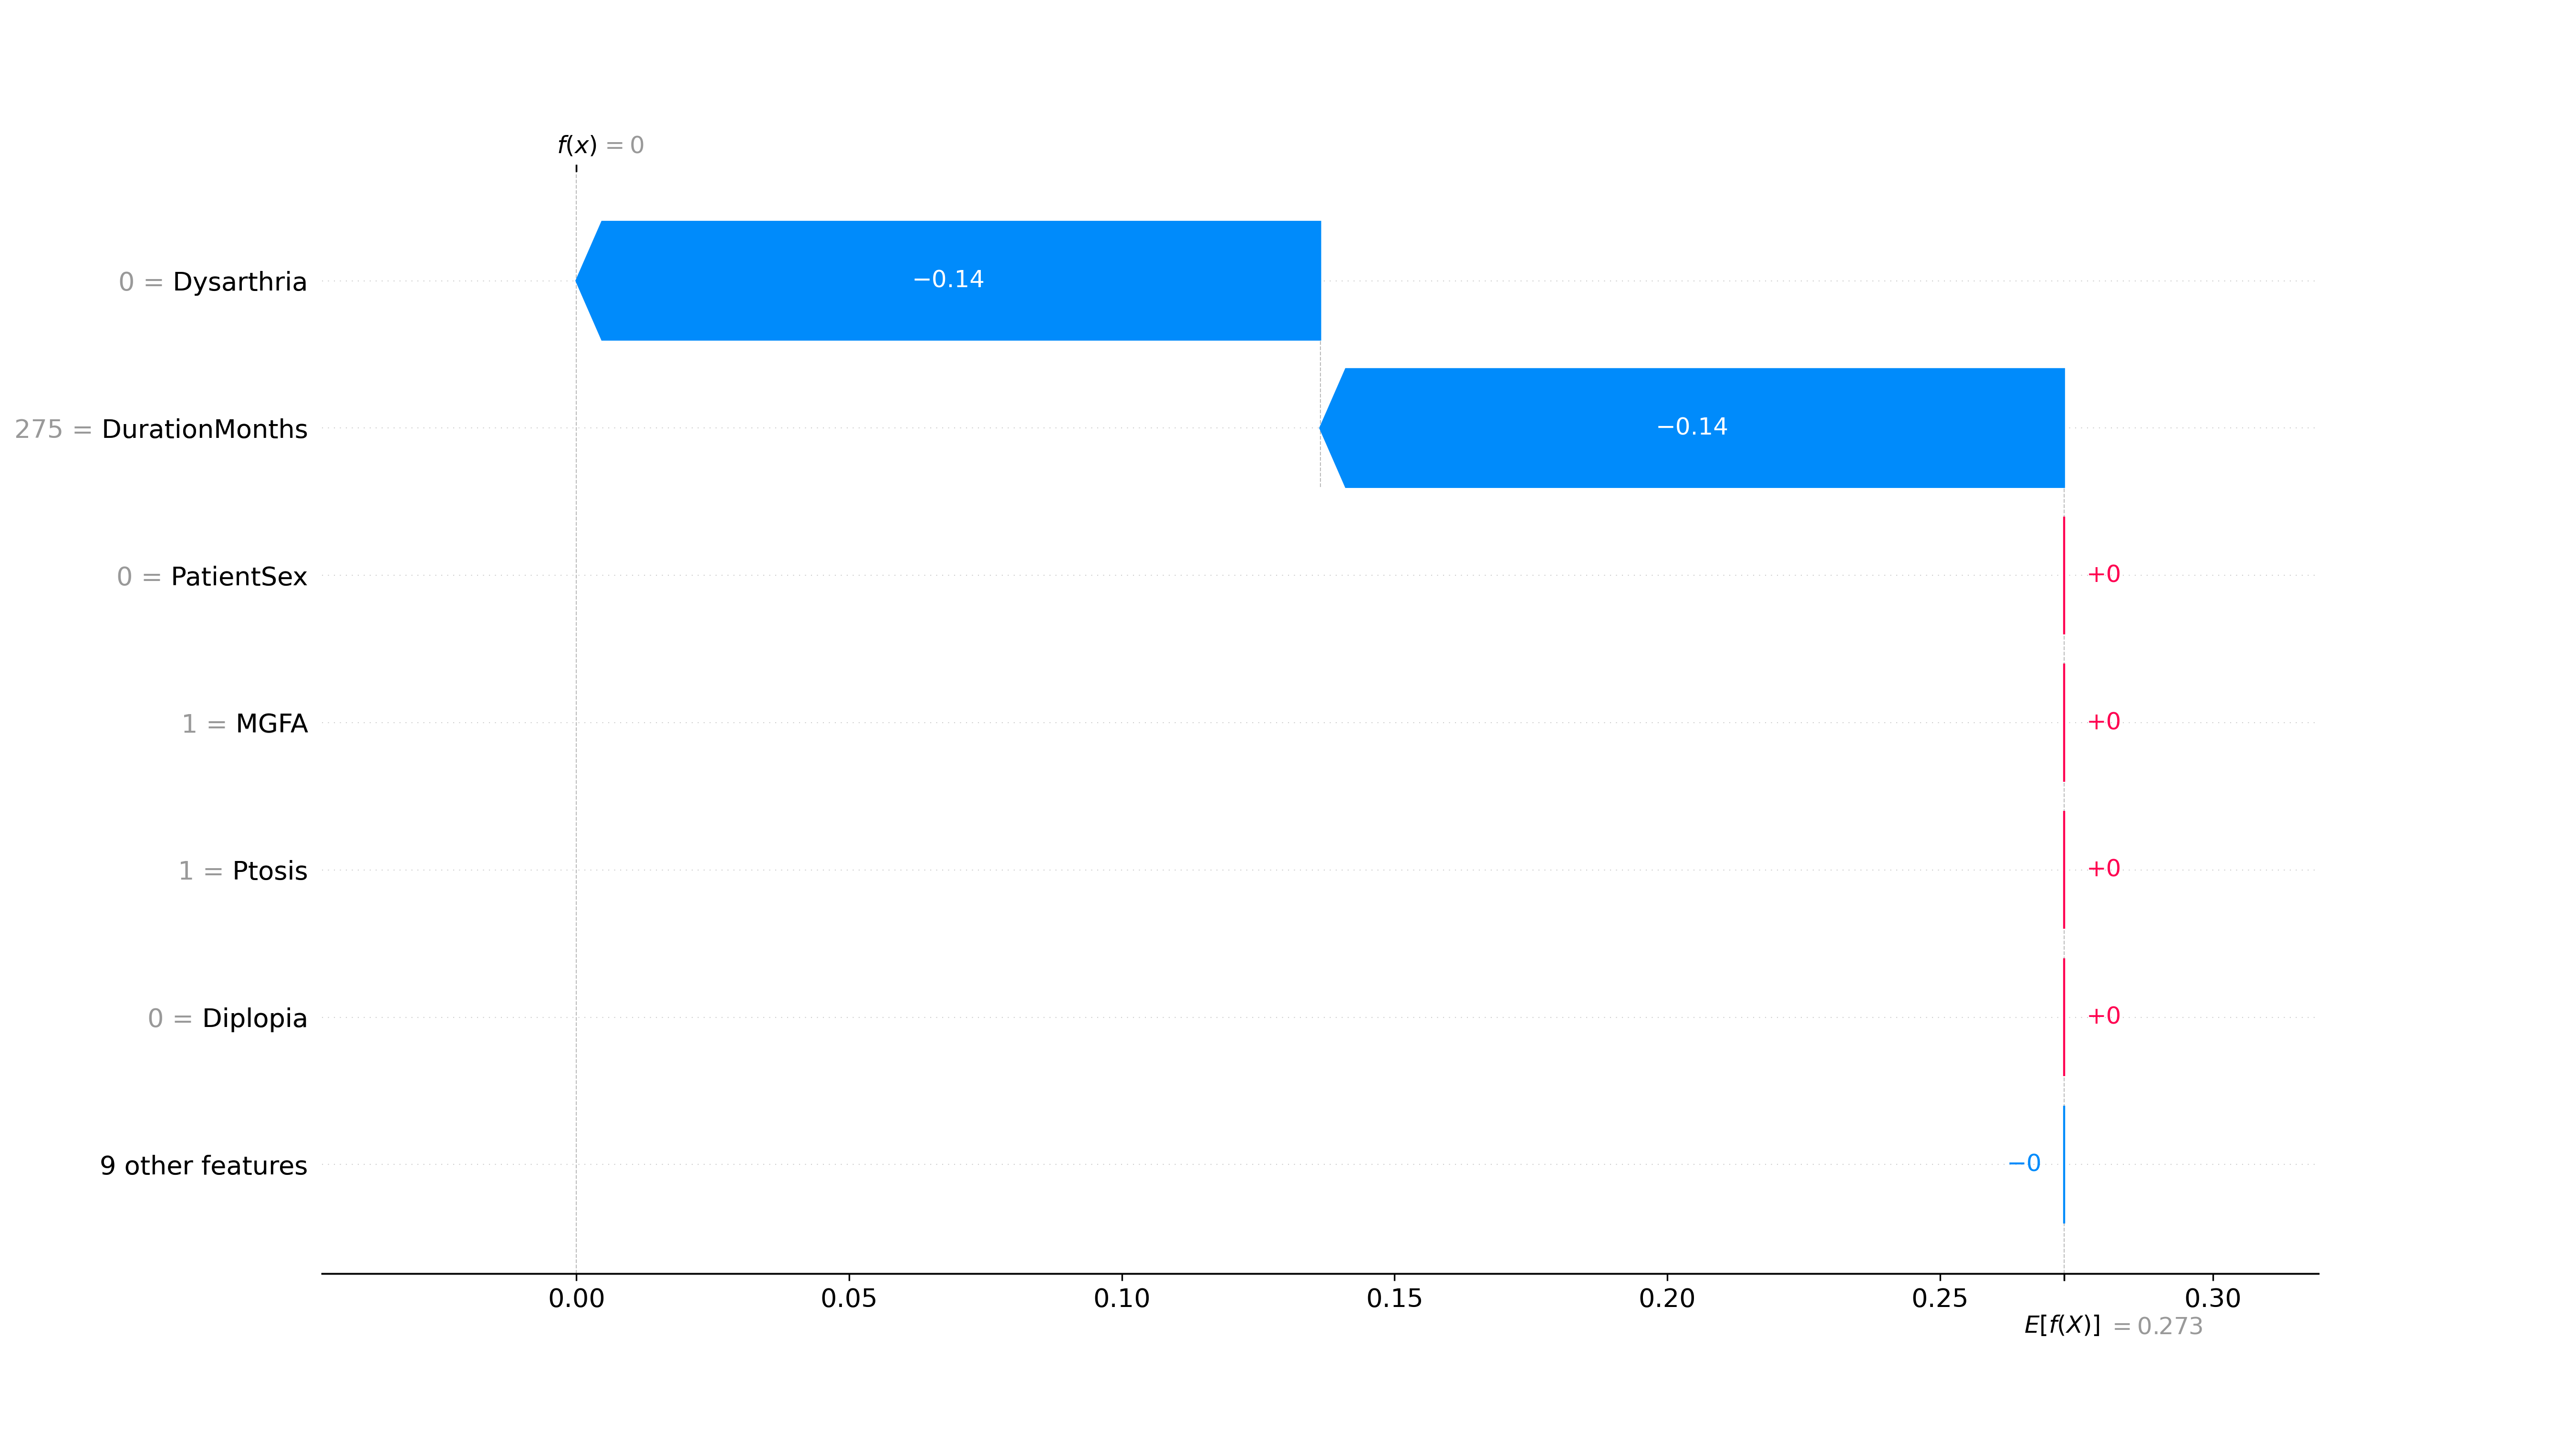 f(x) = 0
0 = Dysarthria
−0.14
275 = DurationMonths
−0.14
0 = PatientSex
+0
1 = MGFA
+0
1 = Ptosis
+0
0 = Diplopia
+0
9 other features
−0
0.00 0.05 0.10 0.15 0.20 0.25 0.30
E[f(X)] = 0.273